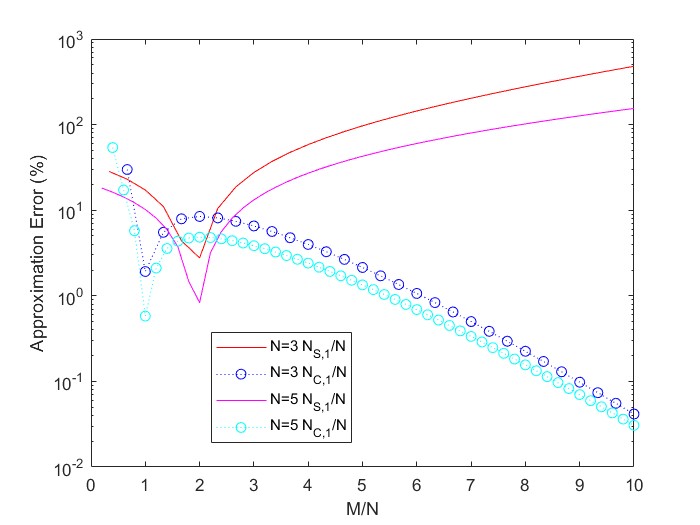 10^3
10^2
10^1
10^0
10^-1
10^-2
Approximation Error (%)
N=3 N_S,1/N
N=3 N_C,1/N
N=5 N_S,1/N
N=5 N_C,1/N
0 1 2 3 4 5 6 7 8 9 10
M/N